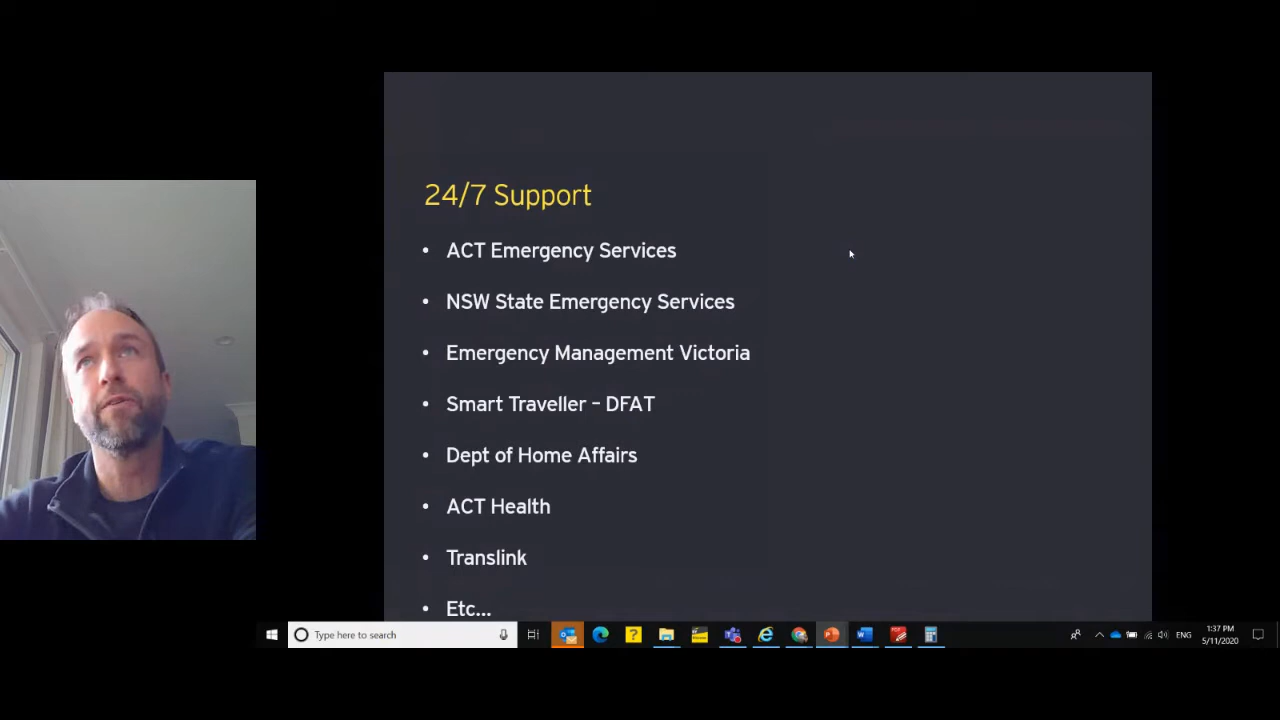 24/7 Support
• ACT Emergency Services
• NSW State Emergency Services
• Emergency Management Victoria
• Smart Traveller – DFAT
• Dept of Home Affairs
• ACT Health
• Translink
• Etc...
Type here to search
ENG
1:37 PM
5/11/2020